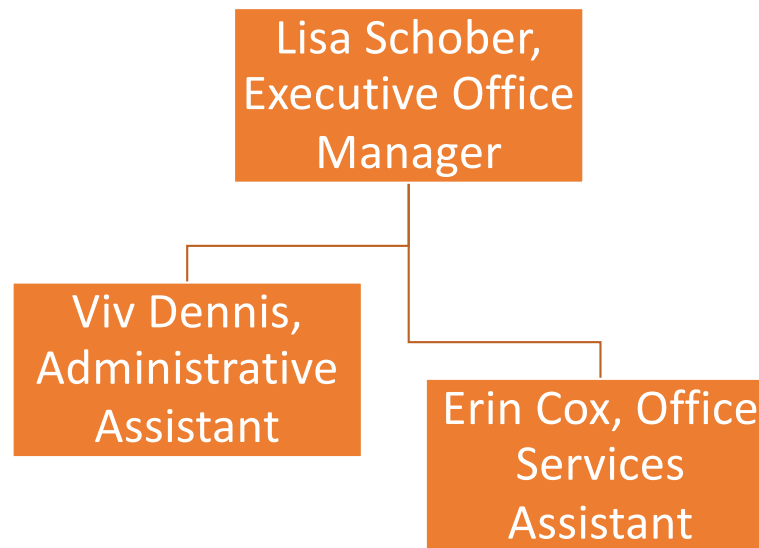 Lisa Schober,
Executive Office
Manager
Viv Dennis,
Administrative
Assistant
Erin Cox, Office
Services
Assistant